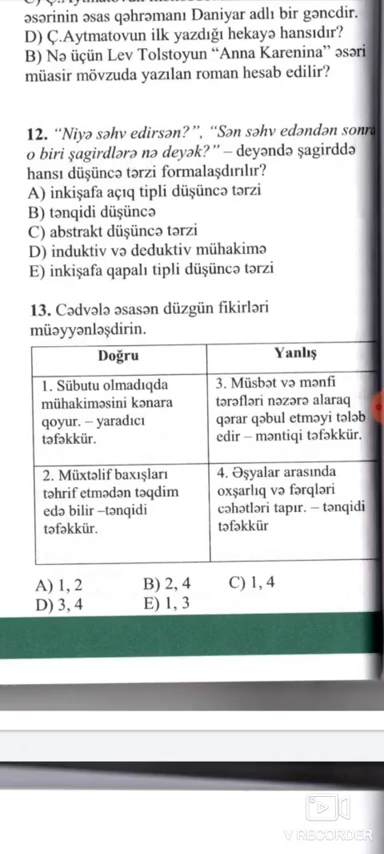 əsərinin əsas qəhrəmanı Daniyar adlı bir gəncdir.
D) Ç.Aytmatovun ilk yazdığı hekayə hansıdır?
B) Nə üçün Lev Tolstoyun “Anna Karenina” əsəri
müasir mövzuda yazılan roman hesab edilir?
12. “Niyə səhv edirsən?”, “Sən səhv edəndən sonra
o biri şagirdlərə nə deyək?” – deyəndə şagirddə
hansı düşüncə tərzi formalaşdırılır?
A) inkişafa açıq tipli düşüncə tərzi
B) tənqidi düşüncə
C) abstrakt düşüncə tərzi
D) induktiv və deduktiv mühakimə
E) inkişafa qapalı tipli düşüncə tərzi
13. Cədvələ əsasən düzgün fikirləri
müəyyənləşdirin.
Doğru
Yanlış
1. Sübutu olmadıqda
mühakiməsini kənara
qoyur. – yaradıcı
təfəkkür.
3. Müsbət və mənfi
tərəfləri nəzərə alaraq
qərar qəbul etməyi tələb
edir – məntiqi təfəkkür.
2. Müxtəlif baxışları
təhrif etmədən təqdim
edə bilir –tənqidi
təfəkkür.
4. Əşyalar arasında
oxşarlıq və fərqləri
cəhətləri tapır. – tənqidi
təfəkkür
A) 1, 2 B) 2, 4 C) 1, 4
D) 3, 4 E) 1, 3
V RECORDER